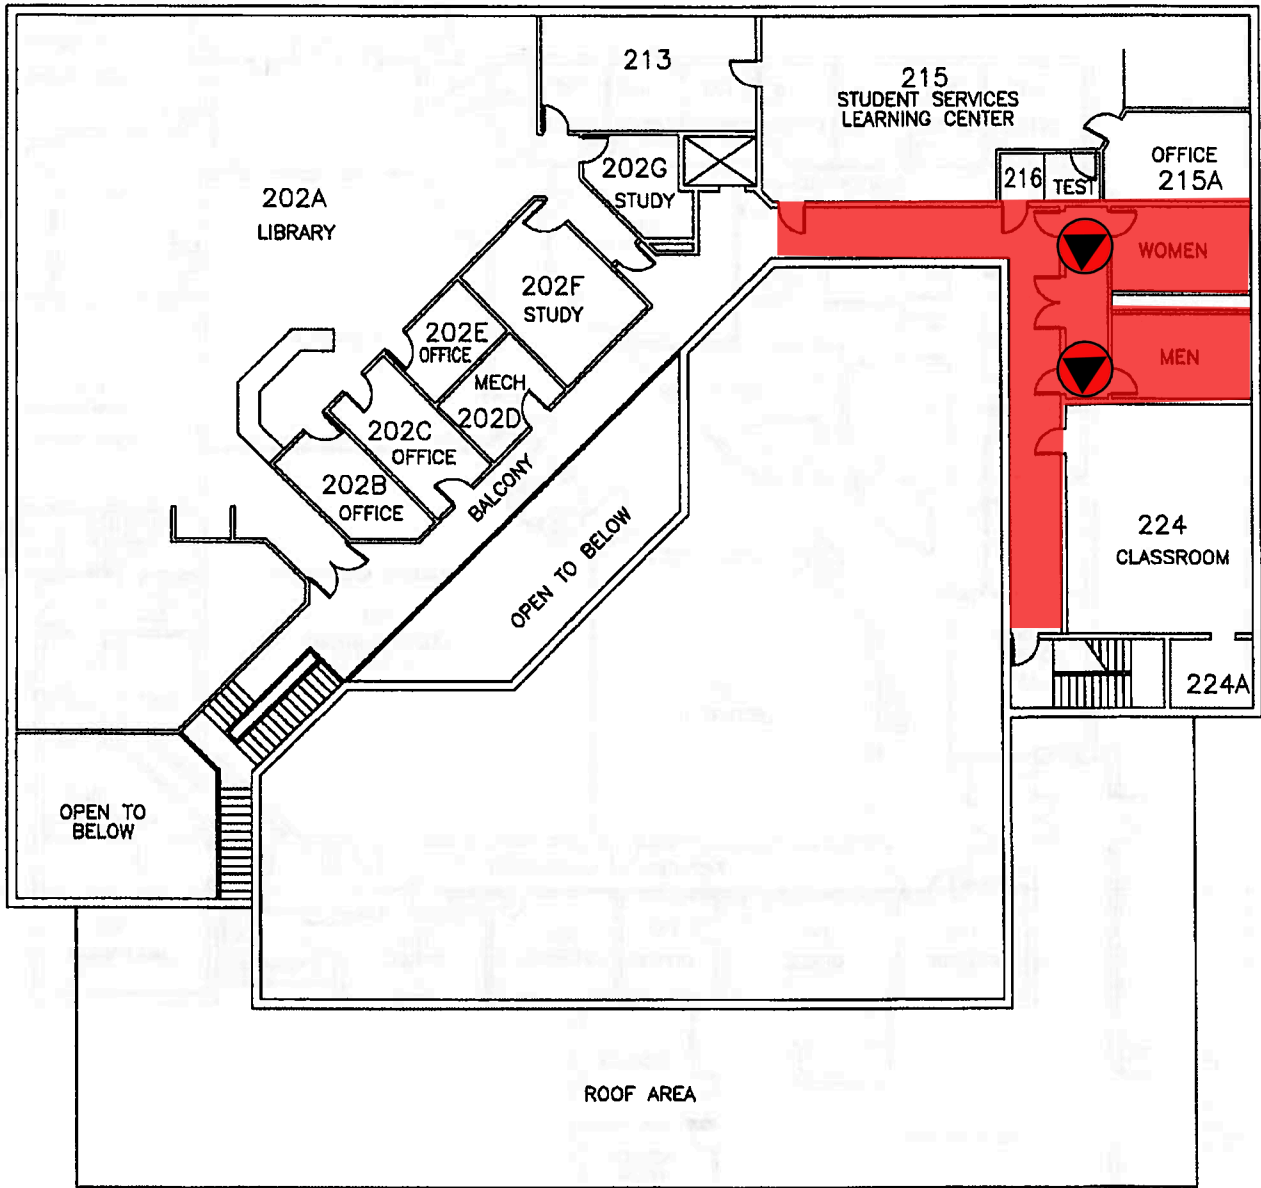 213
215
STUDENT SERVICES
LEARNING CENTER
OFFICE
215A
216
TEST
202G
STUDY
202A
LIBRARY
WOMEN
202F
STUDY
202E
OFFICE
MECH
202D
MEN
202C
OFFICE
202B
OFFICE
BALCONY
OPEN TO BELOW
224
CLASSROOM
224A
OPEN TO
BELOW
ROOF AREA